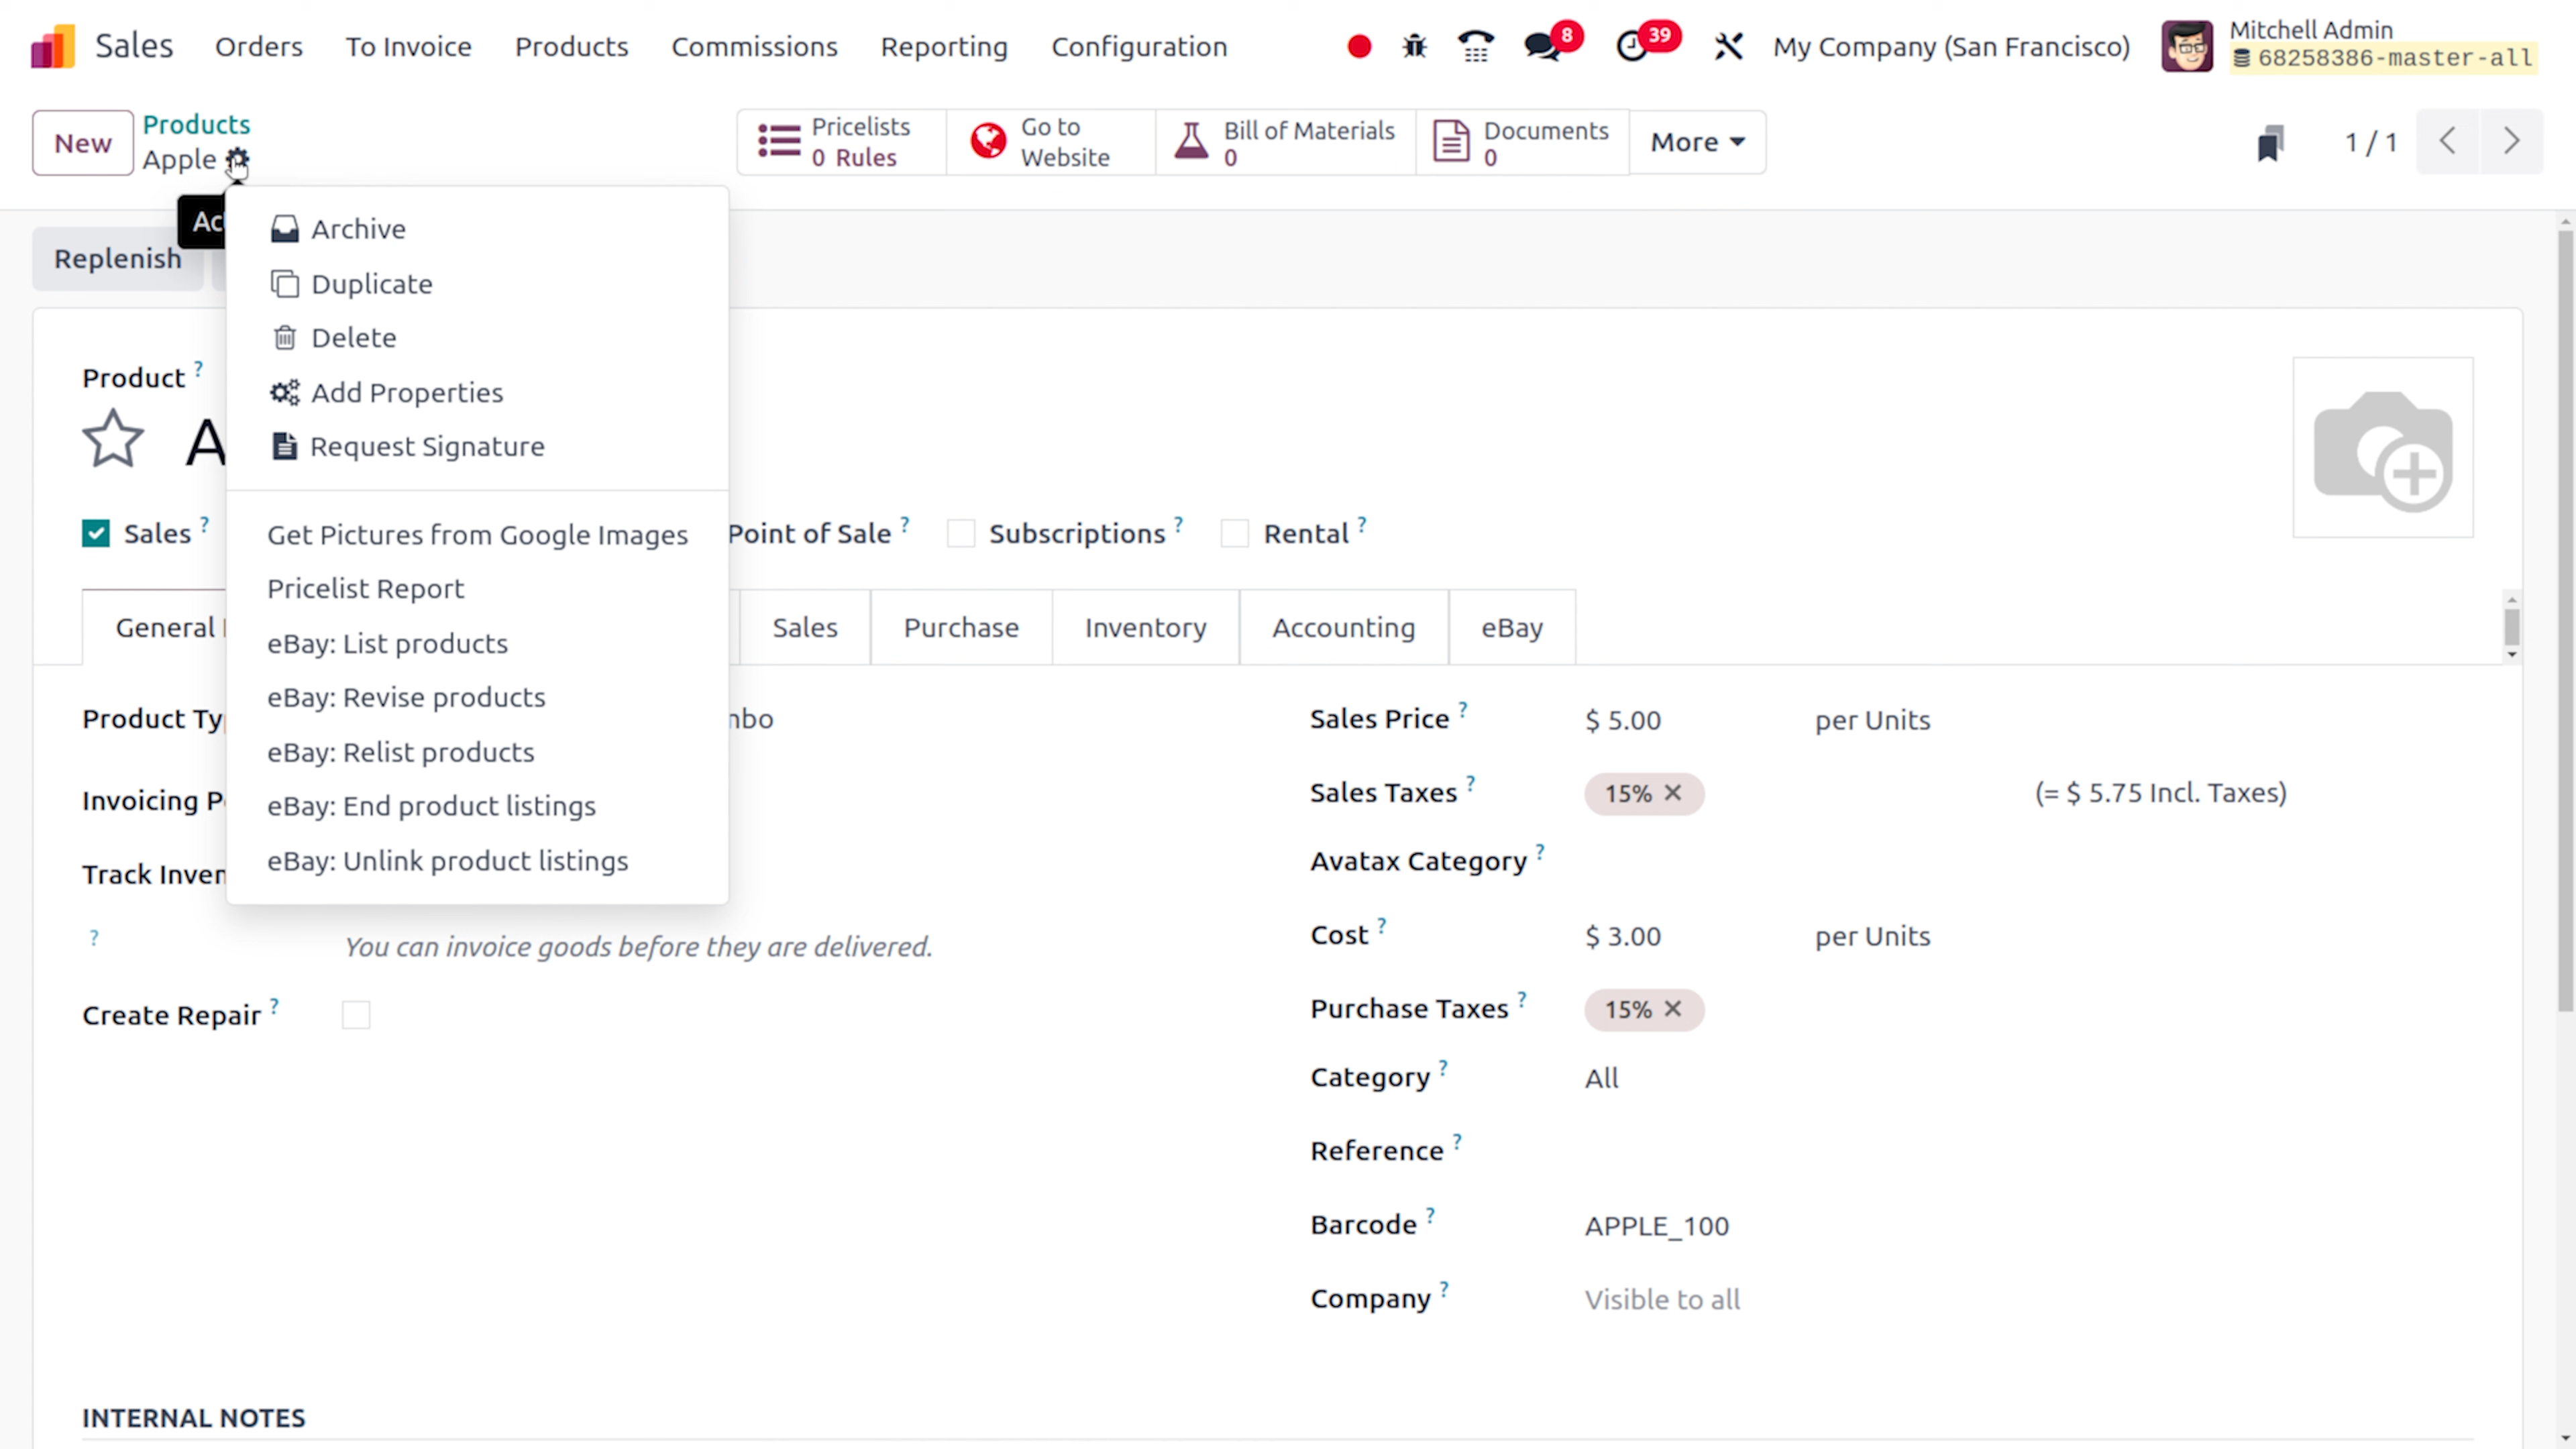 Sales Orders To Invoice Products Commissions Reporting Configuration 8 39 My Company (San Francisco) Mitchell Admin
68258386-master-all
New Products
Apple
Pricelists
0 Rules
Go to
Website
Bill of Materials
0
Documents
0
More
1 / 1
Replenish
Archive
Duplicate
Delete
Add Properties
Request Signature
Get Pictures from Google Images
Pricelist Report
eBay: List products
eBay: Revise products
eBay: Relist products
eBay: End product listings
eBay: Unlink product listings
Product ?
Sales ? Point of Sale ? Subscriptions ? Rental ?
General Sales Purchase Inventory Accounting eBay
Product
Invoicing
Track
?
You can invoice goods before they are delivered.
Create Repair ?
Sales Price ? $ 5.00 per Units
Sales Taxes ? 15% ✕ (= $ 5.75 Incl. Taxes)
Avatax Category ?
Cost ? $ 3.00 per Units
Purchase Taxes ? 15% ✕
Category ? All
Reference ?
Barcode ? APPLE_100
Company ? Visible to all
INTERNAL NOTES